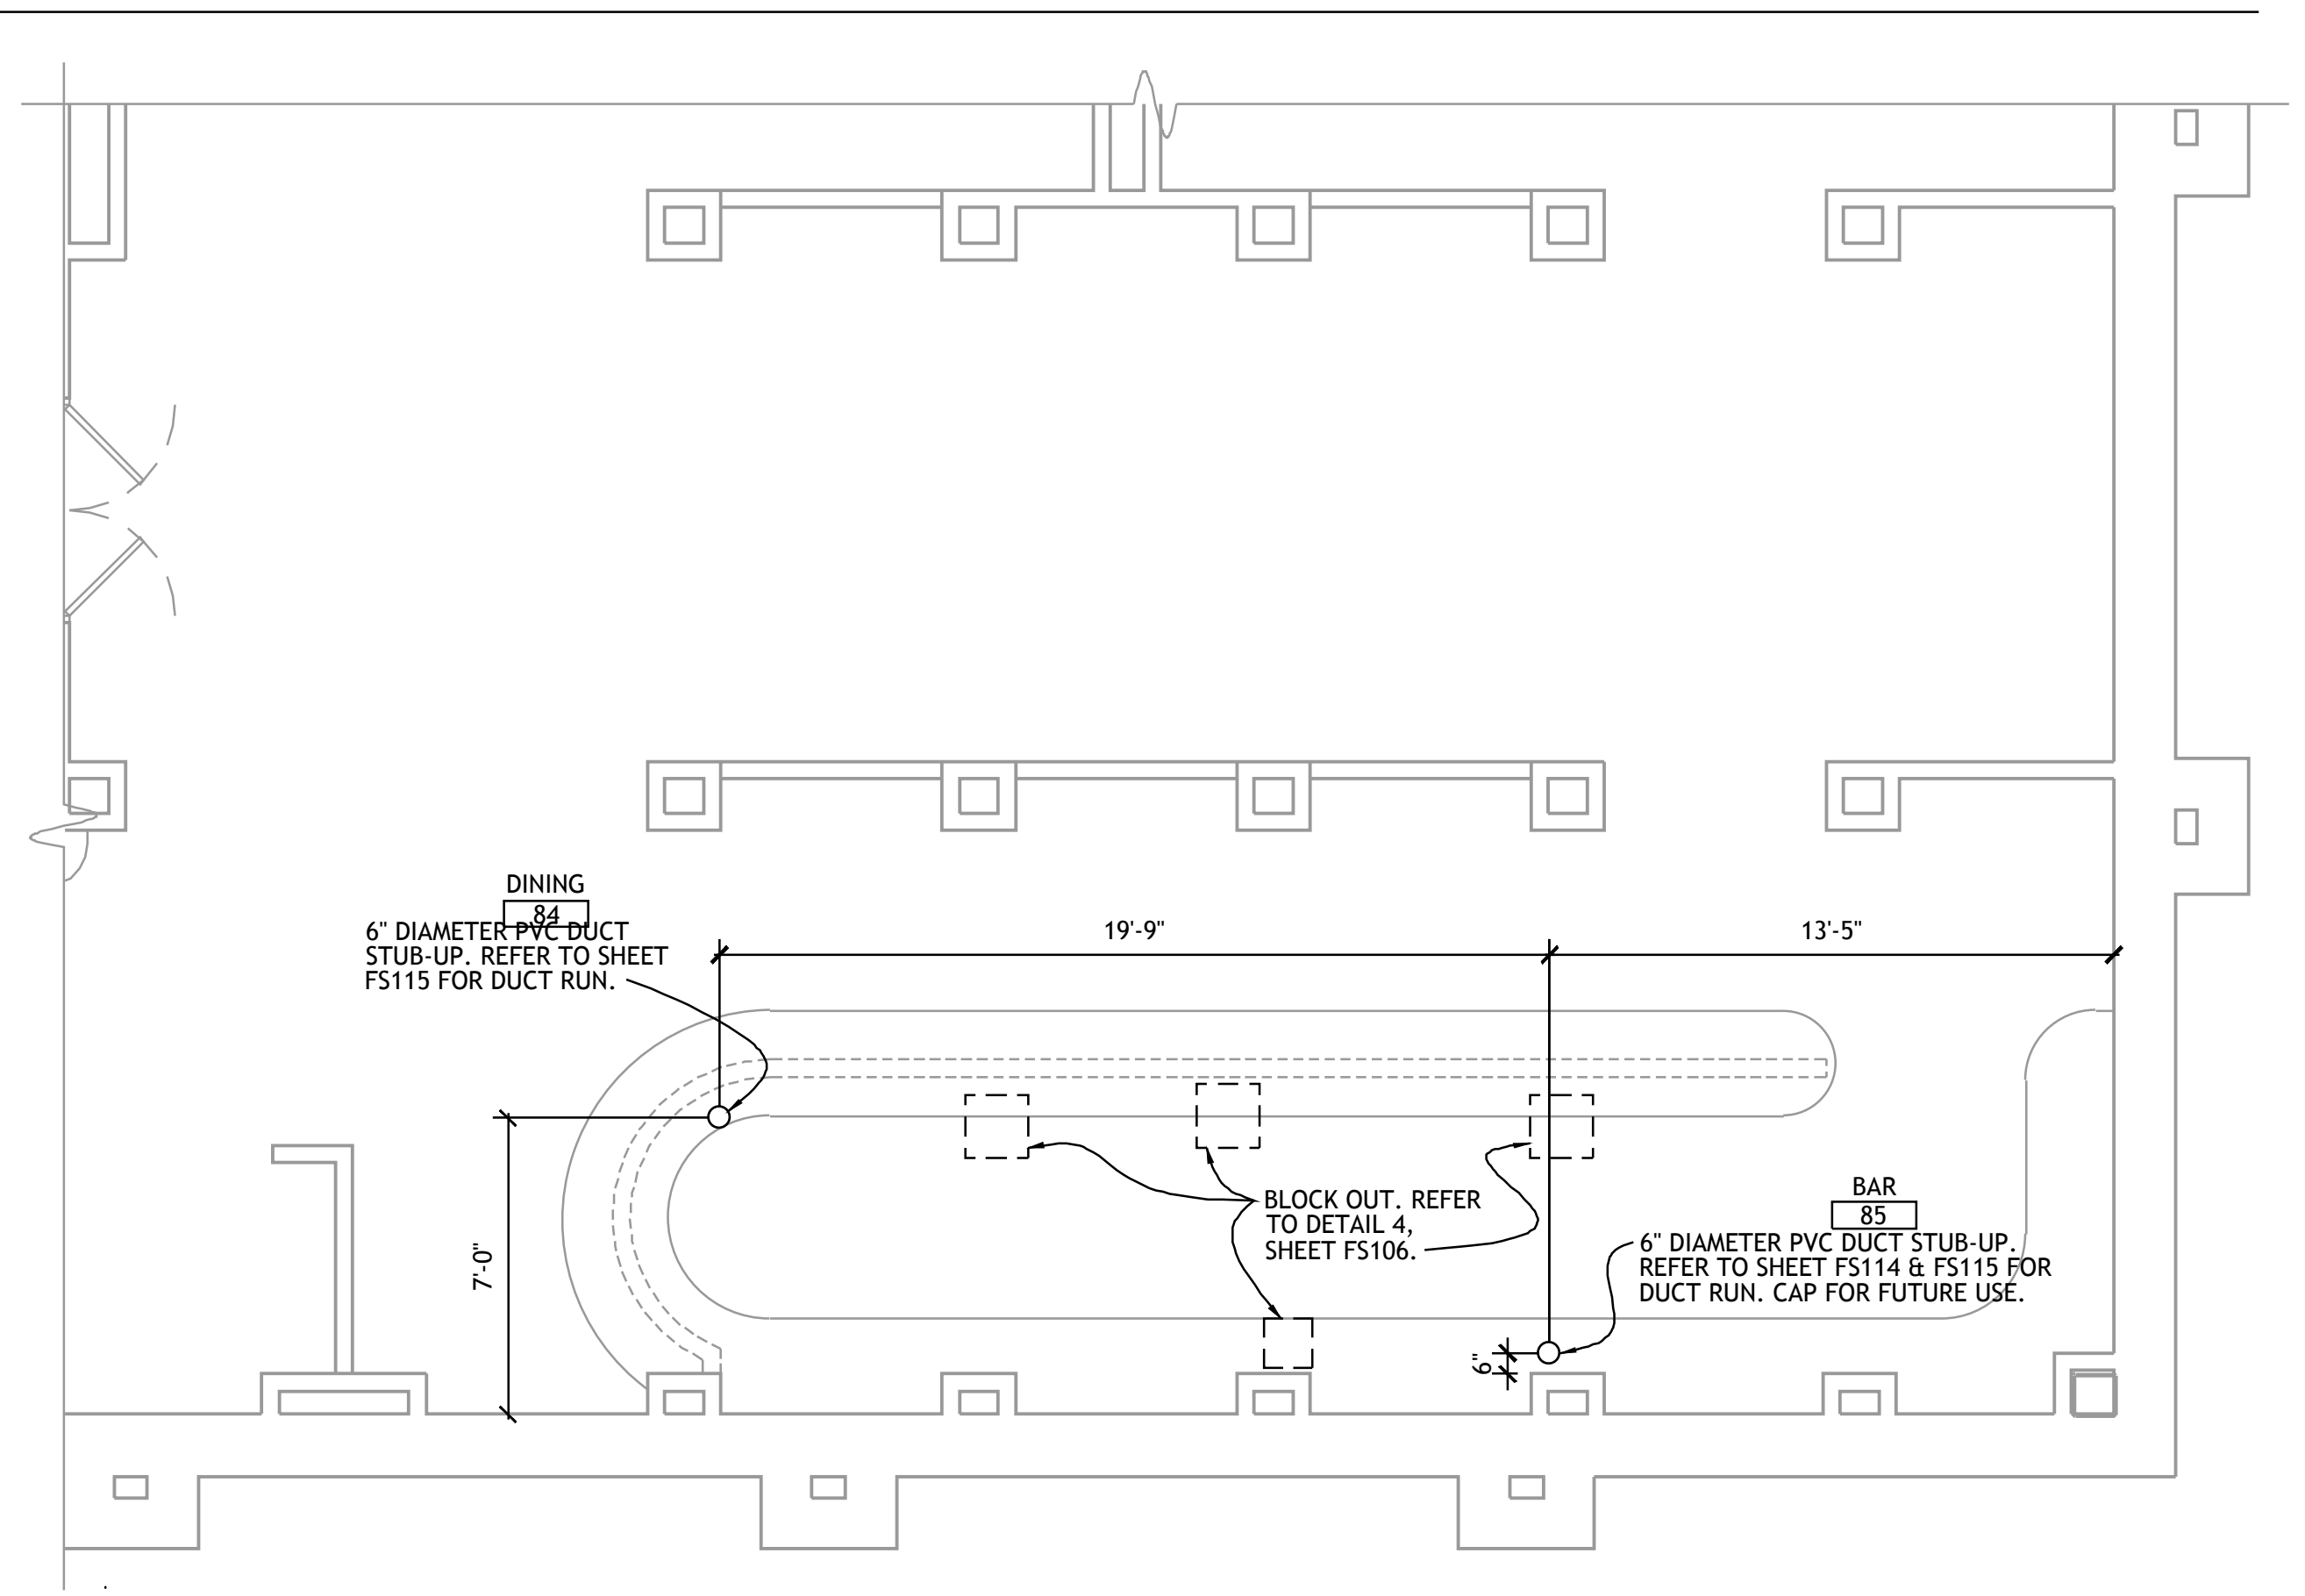 DINING
84
6" DIAMETER PVC DUCT
STUB-UP. REFER TO SHEET
FS115 FOR DUCT RUN.
19'-9"
13'-5"
7'-0"
BLOCK OUT. REFER
TO DETAIL 4,
SHEET FS106.
BAR
85
6" DIAMETER PVC DUCT STUB-UP.
REFER TO SHEET FS114 & FS115 FOR
DUCT RUN. CAP FOR FUTURE USE.
6"